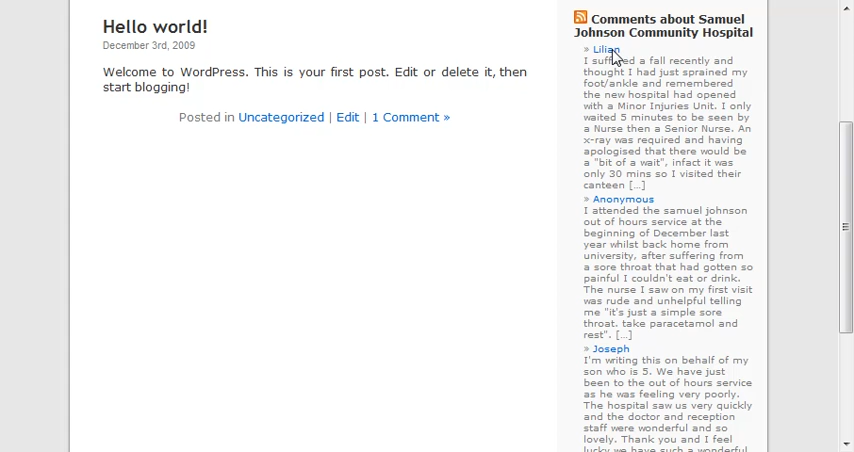 Hello world!
December 3rd, 2009
Welcome to WordPress. This is your first post. Edit or delete it, then
start blogging!
Posted in Uncategorized | Edit | 1 Comment »
Comments about Samuel
Johnson Community Hospital
» Lilian
I suffered a fall recently and
thought I had just sprained my
foot/ankle and remembered
the new hospital had opened
with a Minor Injuries Unit. I only
waited 5 minutes to be seen by
a Nurse then a Senior Nurse. An
x-ray was required and having
apologised that there would be
a "bit of a wait", infact it was
only 30 mins so I visited their
canteen [...]
» Anonymous
I attended the samuel johnson
out of hours service at the
beginning of December last
year whilst back home from
university, after suffering from
a sore throat that had gotten so
painful I couldn't eat or drink.
The nurse I saw on my first visit
was rude and unhelpful telling
me "it's just a simple sore
throat. take paracetamol and
rest". [...]
» Joseph
I'm writing this on behalf of my
son who is 5. We have just
been to the out of hours service
as he was feeling very poorly.
The hospital saw us very quickly
and the doctor and reception
staff were wonderful and so
lovely. Thank you and I feel
lucky we have such a wonderful